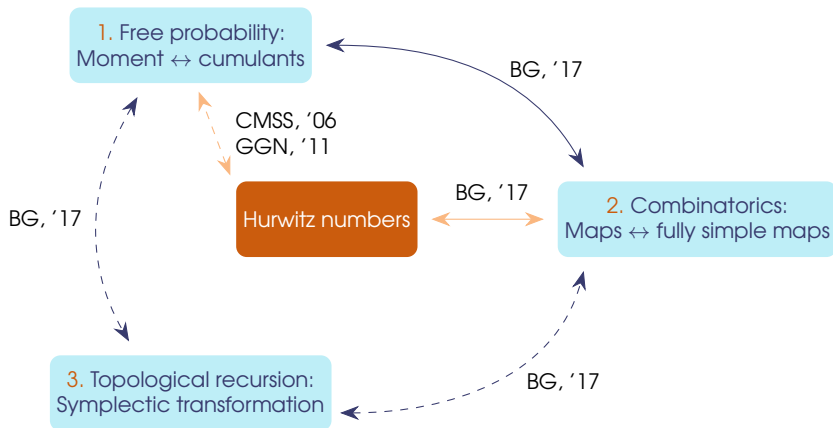 1. Free probability:
Moment ↔ cumulants
BG, ’17
CMSS, ’06
GGN, ’11
BG, ’17
Hurwitz numbers
BG, ’17
2. Combinatorics:
Maps ↔ fully simple maps
3. Topological recursion:
Symplectic transformation
BG, ’17